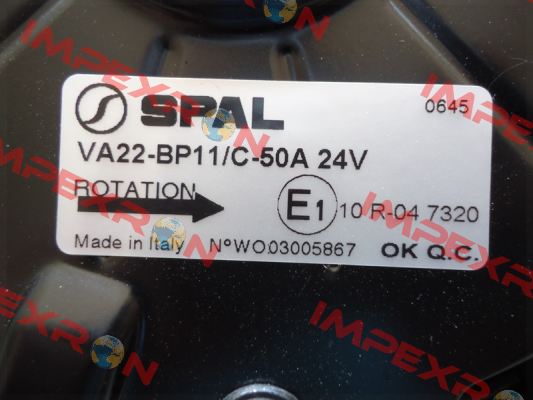 SPAL 0645
VA22-BP11/C-50A 24V
ROTATION
E1 10 R-04 7320
Made in Italy NºWO.03005867 OK Q.C.
IMPEXRON
IMPEXRON
IMPEXRON
IMPEXRON